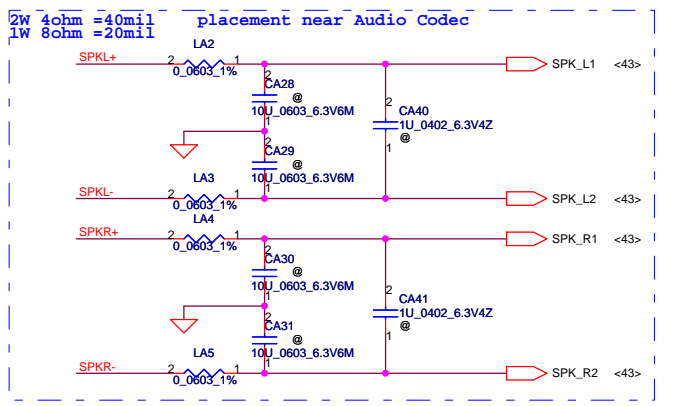 2W 4ohm =40mil placement near Audio Codec
1W 8ohm =20mil
LA2
SPKL+ 2 1 SPK_L1 <43>
0_0603_1%
2
CA28
@
10U_0603_6.3V6M
1
2
CA40
1U_0402_6.3V4Z
@
1
2
CA29
@
10U_0603_6.3V6M
1
LA3
SPKL- 2 1 SPK_L2 <43>
0_0603_1%
LA4
SPKR+ 2 1 SPK_R1 <43>
0_0603_1%
2
CA30
@
10U_0603_6.3V6M
1
2
CA41
1U_0402_6.3V4Z
@
1
2
CA31
@
10U_0603_6.3V6M
1
LA5
SPKR- 2 1 SPK_R2 <43>
0_0603_1%